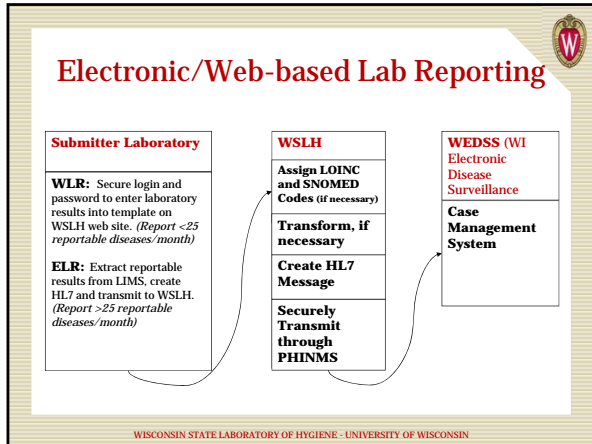 W
Electronic/Web-based Lab Reporting
Submitter Laboratory
WLR: Secure login and
password to enter laboratory
results into template on
WSLH web site. (Report <25
reportable diseases/month)
ELR: Extract reportable
results from LIMS, create
HL7 and transmit to WSLH.
(Report >25 reportable
diseases/month)
WSLH
Assign LOINC
and SNOMED
Codes (if necessary)
Transform, if
necessary
Create HL7
Message
Securely
Transmit
through
PHINMS
WEDSS (WI
Electronic
Disease
Surveillance
Case
Management
System
WISCONSIN STATE LABORATORY OF HYGIENE - UNIVERSITY OF WISCONSIN